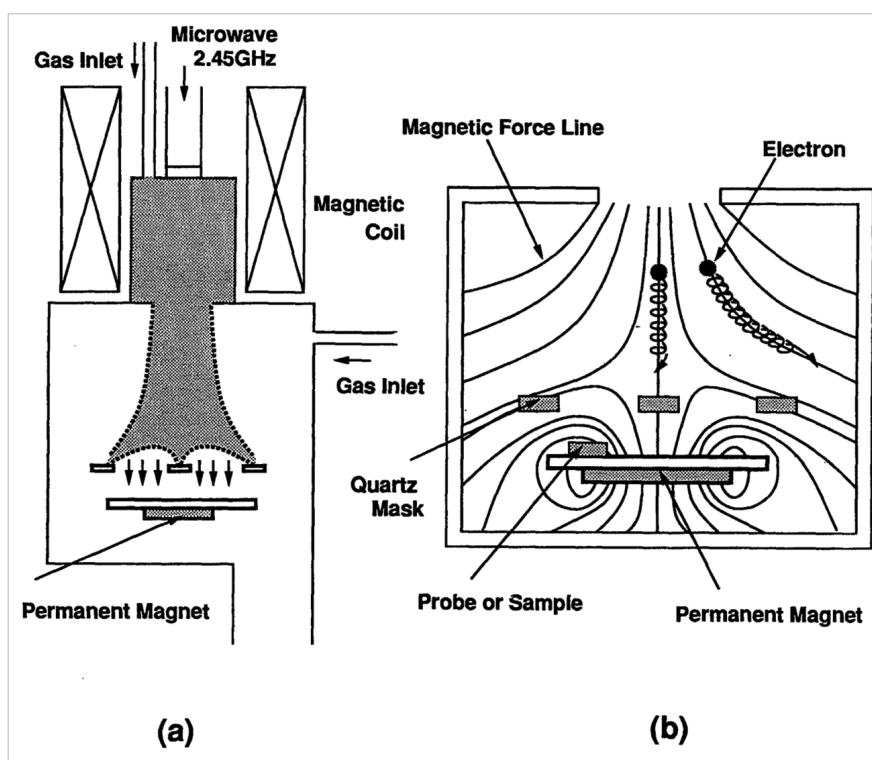 Microwave
2.45GHz
Gas Inlet
Magnetic
Coil
Gas Inlet
Permanent Magnet
(a)
Magnetic Force Line
Electron
Quartz
Mask
Probe or Sample
Permanent Magnet
(b)